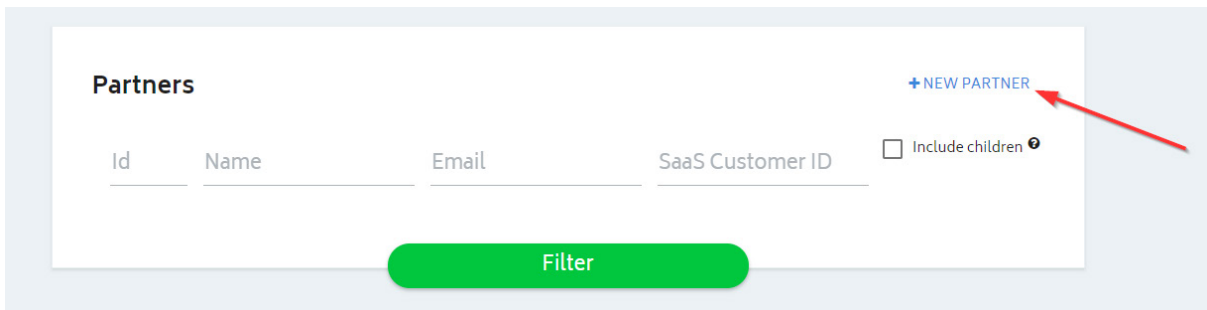 Partners
+ NEW PARTNER
Id Name Email SaaS Customer ID Include children ?
Filter